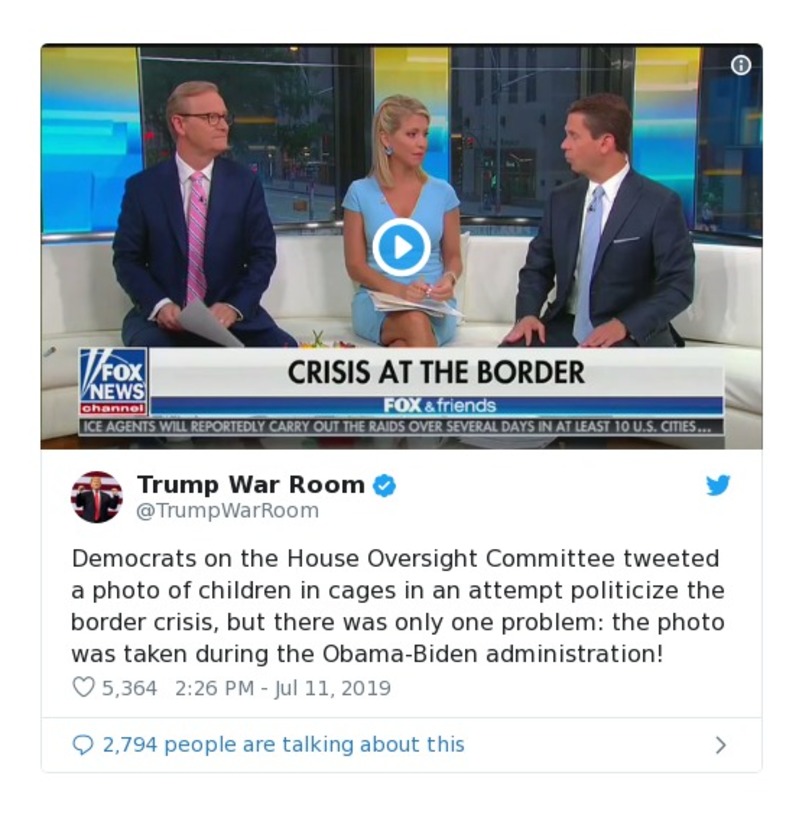 CRISIS AT THE BORDER
FOX NEWS channel
FOX & friends
ICE AGENTS WILL REPORTEDLY CARRY OUT THE RAIDS OVER SEVERAL DAYS IN AT LEAST 10 U.S. CITIES...
Trump War Room
@TrumpWarRoom
Democrats on the House Oversight Committee tweeted
a photo of children in cages in an attempt politicize the
border crisis, but there was only one problem: the photo
was taken during the Obama-Biden administration!
5,364 2:26 PM - Jul 11, 2019
2,794 people are talking about this